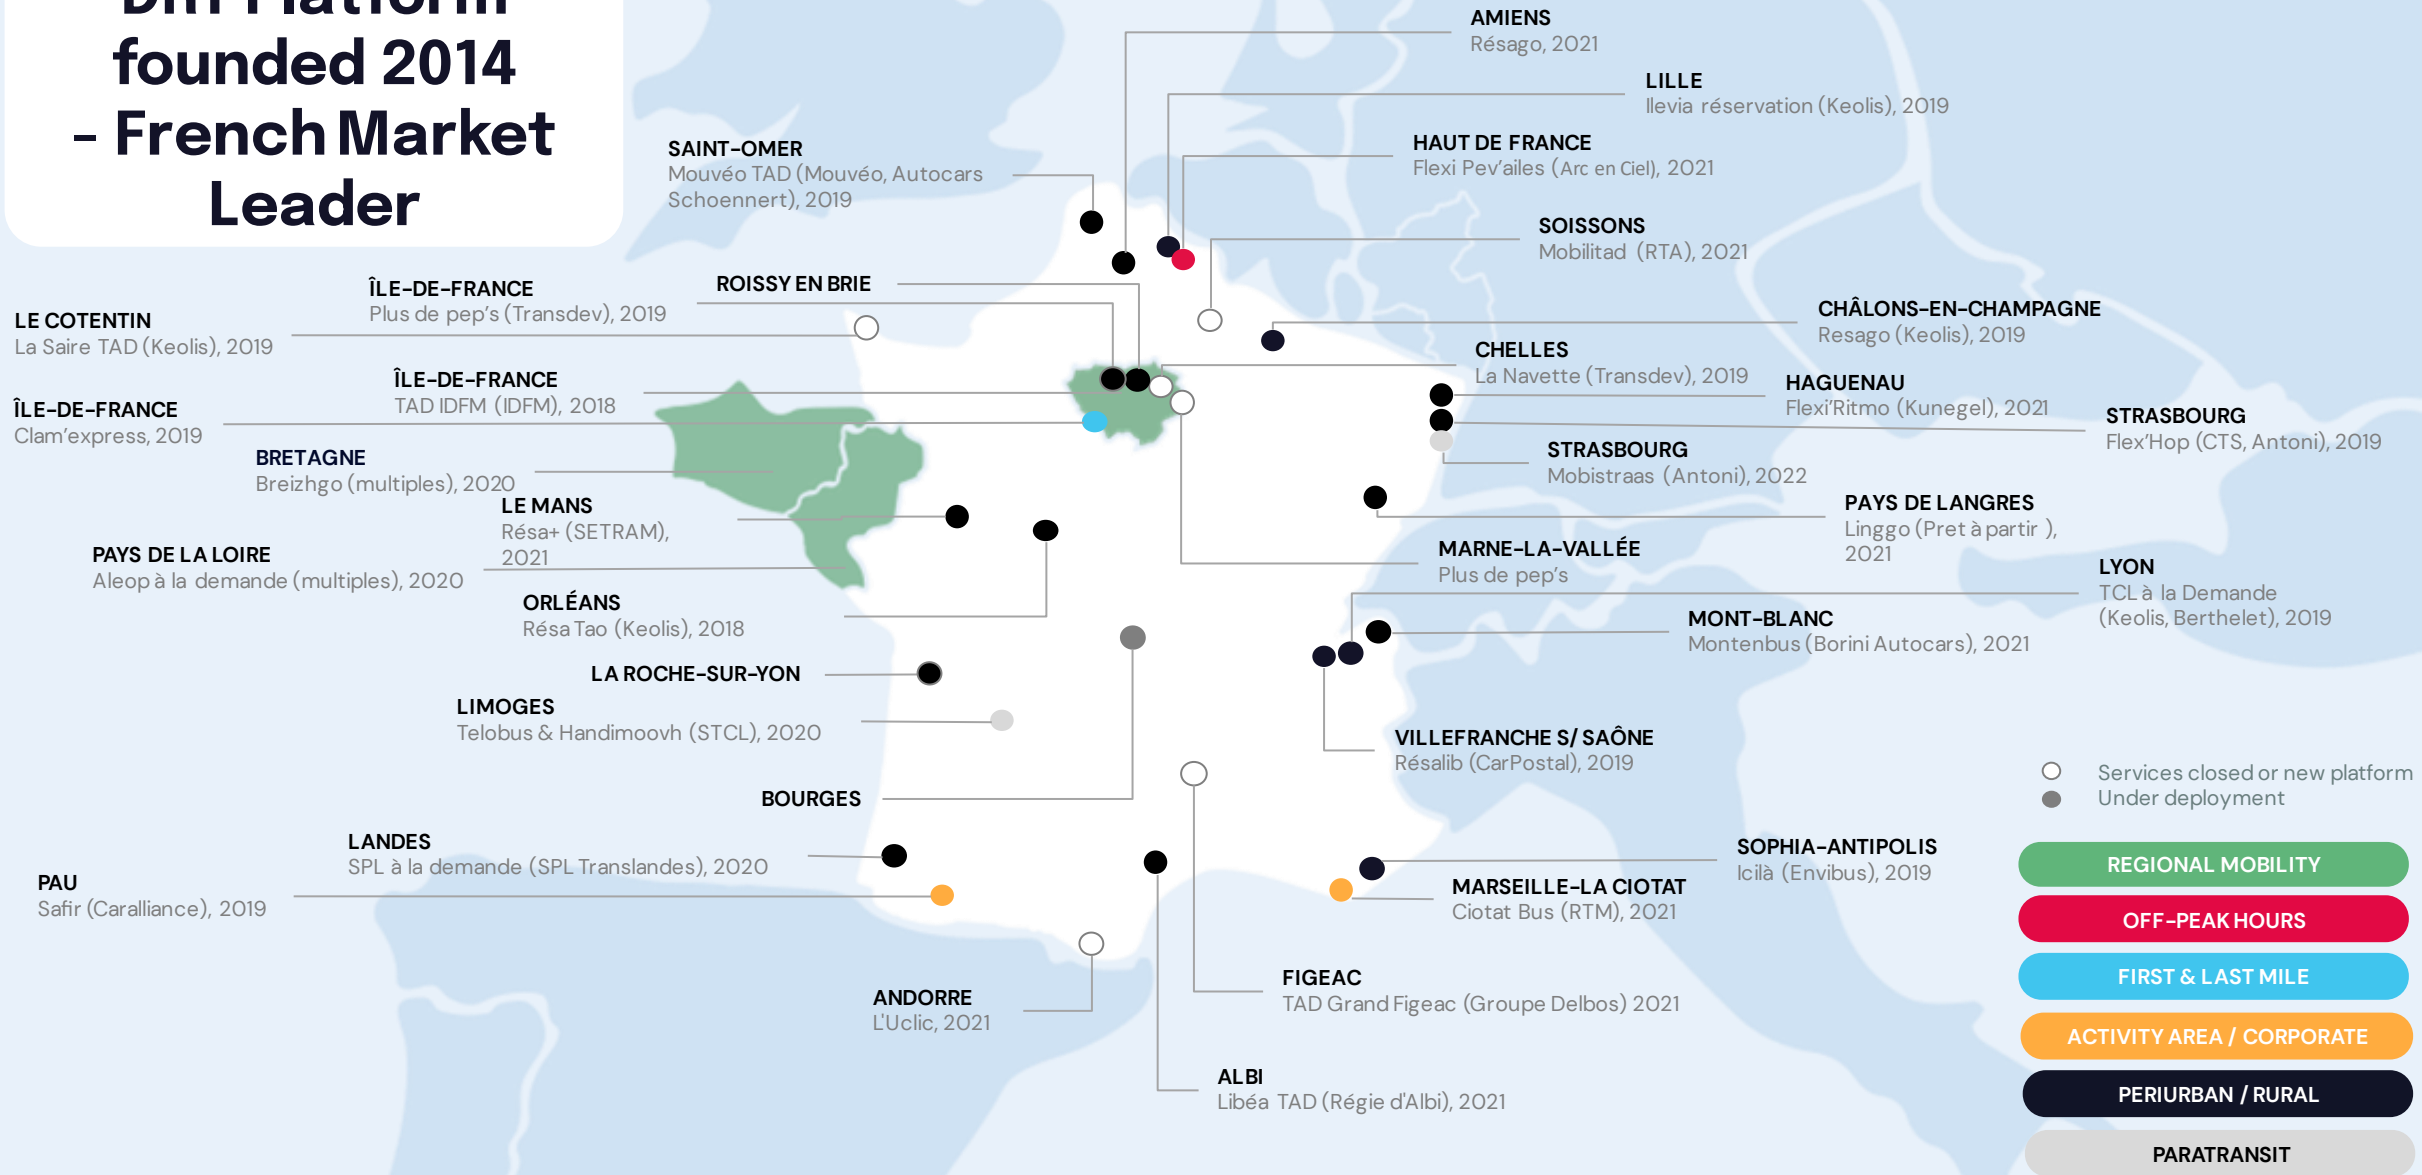 founded 2014
- French Market
Leader
AMIENS
Résago, 2021
LILLE
Ilevia réservation (Keolis), 2019
HAUT DE FRANCE
Flexi Pev’ailes (Arc en Ciel), 2021
SAINT-OMER
Mouvéo TAD (Mouvéo, Autocars
Schoennert), 2019
SOISSONS
Mobilitad (RTA), 2021
ROISSY EN BRIE
ÎLE-DE-FRANCE
Plus de pep’s (Transdev), 2019
LE COTENTIN
La Saire TAD (Keolis), 2019
CHÂLONS-EN-CHAMPAGNE
Resago (Keolis), 2019
CHELLES
La Navette (Transdev), 2019
ÎLE-DE-FRANCE
TAD IDFM (IDFM), 2018
HAGUENAU
Flexi’Ritmo (Kunegel), 2021
ÎLE-DE-FRANCE
Clam’express, 2019
STRASBOURG
Flex’Hop (CTS, Antoni), 2019
BRETAGNE
Breizhgo (multiples), 2020
STRASBOURG
Mobistraas (Antoni), 2022
LE MANS
Résa+ (SETRAM),
2021
PAYS DE LANGRES
Linggo (Pret à partir ),
2021
PAYS DE LA LOIRE
Aleop à la demande (multiples), 2020
MARNE-LA-VALLÉE
Plus de pep’s
LYON
TCL à la Demande
(Keolis, Berthelet), 2019
ORLÉANS
Résa Tao (Keolis), 2018
MONT-BLANC
Montenbus (Borini Autocars), 2021
LA ROCHE-SUR-YON
LIMOGES
Telobus & Handimoovh (STCL), 2020
VILLEFRANCHE S/ SAÔNE
Résalib (CarPostal), 2019
BOURGES
Services closed or new platform
Under deployment
LANDES
SPL à la demande (SPL Translandes), 2020
SOPHIA-ANTIPOLIS
Icilà (Envibus), 2019
PAU
Safir (Caralliance), 2019
MARSEILLE-LA CIOTAT
Ciotat Bus (RTM), 2021
REGIONAL MOBILITY
OFF-PEAK HOURS
FIRST & LAST MILE
ACTIVITY AREA / CORPORATE
PERIURBAN / RURAL
PARATRANSIT
FIGEAC
TAD Grand Figeac (Groupe Delbos) 2021
ANDORRE
L'Uclic, 2021
ALBI
Libéa TAD (Régie d'Albi), 2021